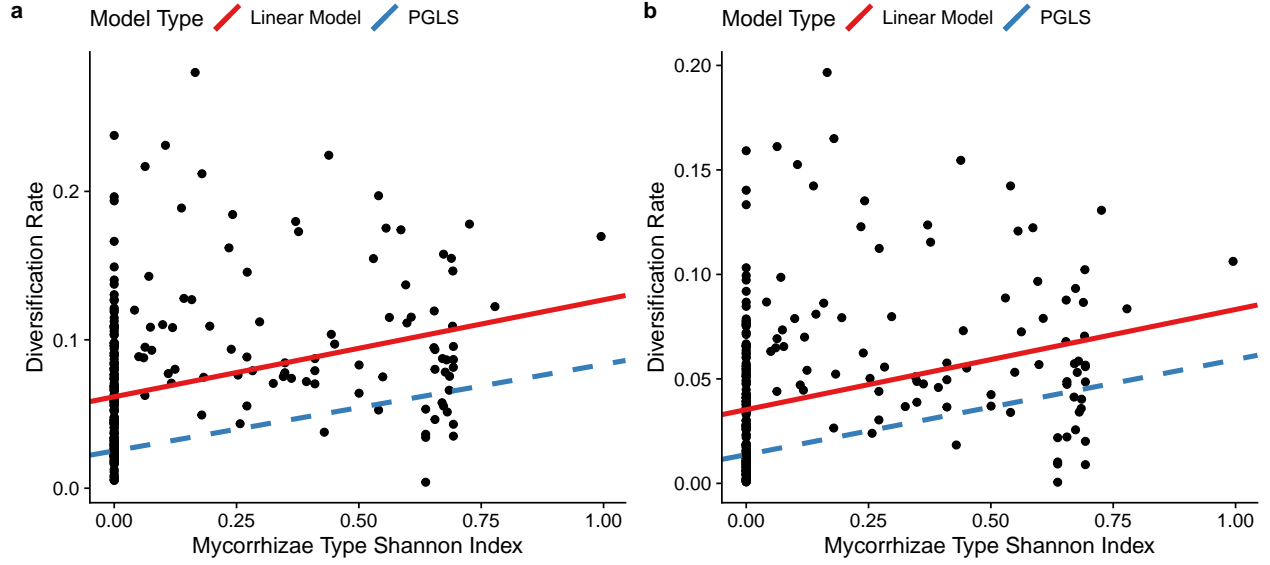 a
Model Type Linear Model PGLS
Diversification Rate
0.2
0.1
0.0
0.00 0.25 0.50 0.75 1.00
Mycorrhizae Type Shannon Index
b
Model Type Linear Model PGLS
Diversification Rate
0.20
0.15
0.10
0.05
0.00
0.00 0.25 0.50 0.75 1.00
Mycorrhizae Type Shannon Index